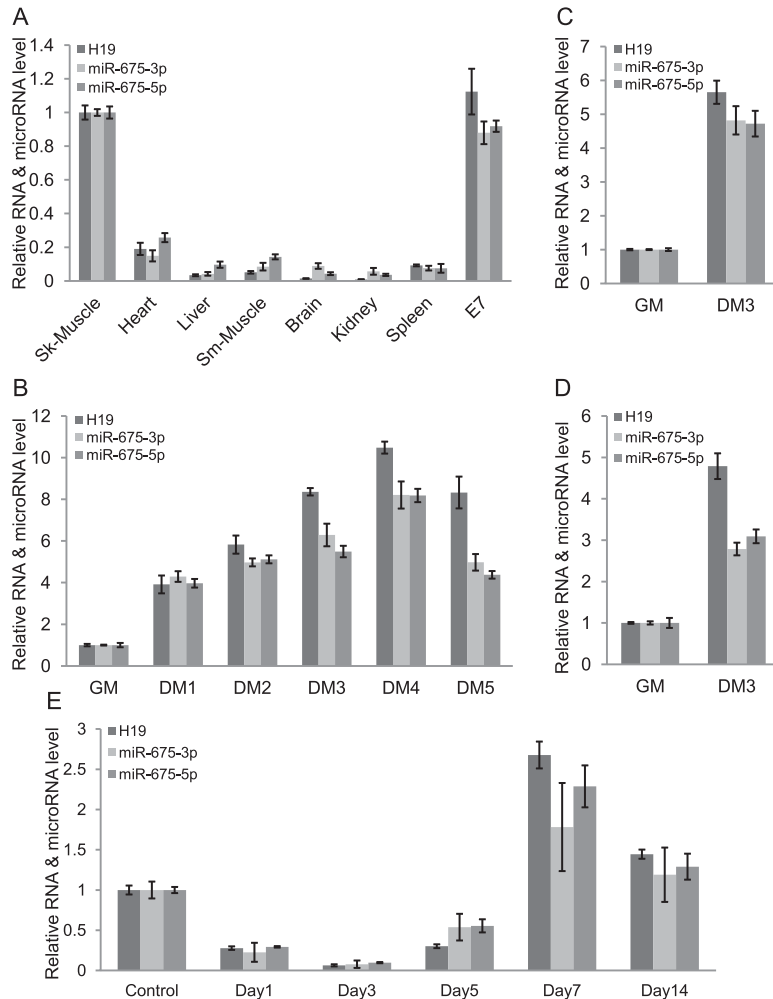 A
Relative RNA & microRNA level
1.4
1.2
1
0.8
0.6
0.4
0.2
0
H19
miR-675-3p
miR-675-5p
Sk-Muscle
Heart
Liver
Sm-Muscle
Brain
Kidney
Spleen
E7
C
Relative RNA & microRNA level
7
6
5
4
3
2
1
0
H19
miR-675-3p
miR-675-5p
GM
DM3
B
Relative RNA & microRNA level
12
10
8
6
4
2
0
H19
miR-675-3p
miR-675-5p
GM
DM1
DM2
DM3
DM4
DM5
D
Relative RNA & microRNA level
6
5
4
3
2
1
0
H19
miR-675-3p
miR-675-5p
GM
DM3
E
Relative RNA & microRNA level
3
2.5
2
1.5
1
0.5
0
H19
miR-675-3p
miR-675-5p
Control
Day1
Day3
Day5
Day7
Day14